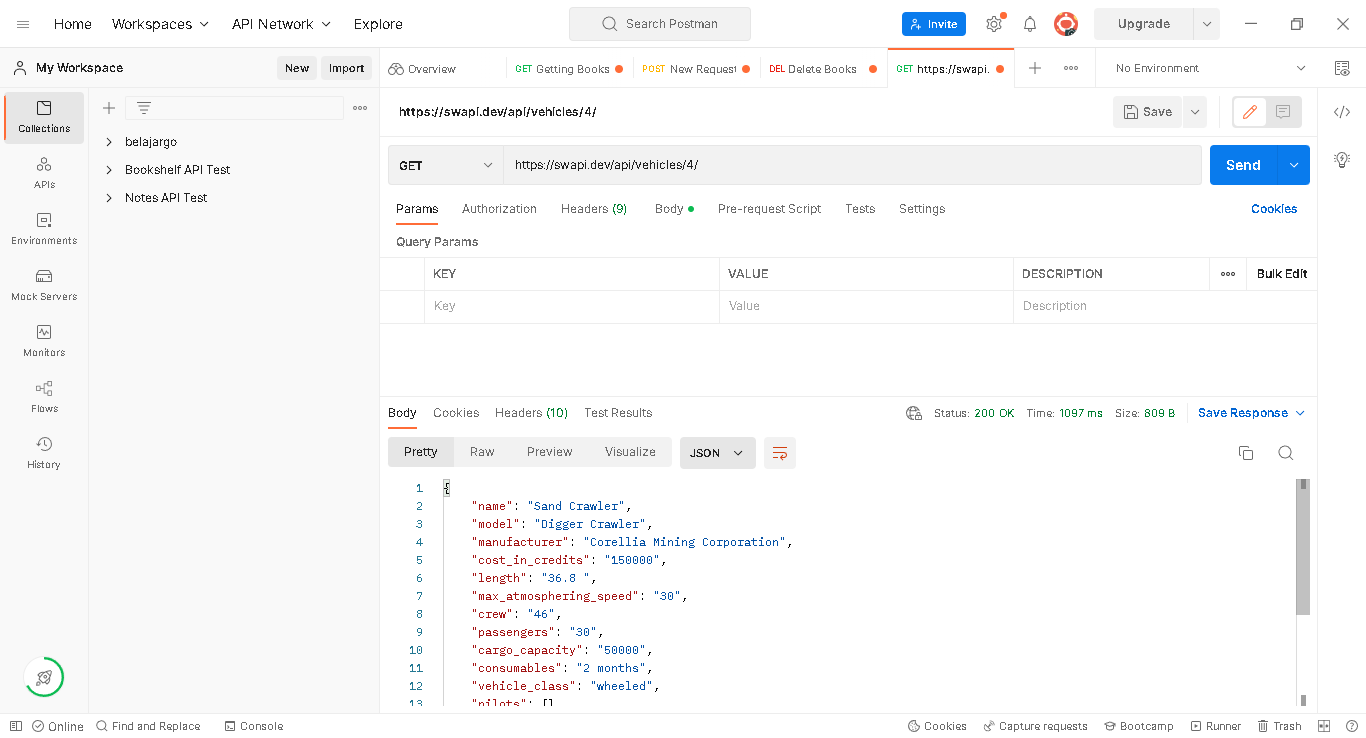 Home Workspaces API Network Explore Search Postman Invite Upgrade
My Workspace New Import Overview GET Getting Books POST New Request DEL Delete Books GET https://swapi. No Environment
Collections
APIs
Environments
Mock Servers
Monitors
Flows
History
belajargo
Bookshelf API Test
Notes API Test
https://swapi.dev/api/vehicles/4/ Save
GET https://swapi.dev/api/vehicles/4/ Send
Params Authorization Headers (9) Body Pre-request Script Tests Settings Cookies
Query Params
KEY VALUE DESCRIPTION Bulk Edit
Key Value Description
Body Cookies Headers (10) Test Results Status: 200 OK Time: 1097 ms Size: 809 B Save Response
Pretty Raw Preview Visualize JSON
1 {
2 "name": "Sand Crawler",
3 "model": "Digger Crawler",
4 "manufacturer": "Corellia Mining Corporation",
5 "cost_in_credits": "150000",
6 "length": "36.8 ",
7 "max_atmosphering_speed": "30",
8 "crew": "46",
9 "passengers": "30",
10 "cargo_capacity": "50000",
11 "consumables": "2 months",
12 "vehicle_class": "wheeled",
13 "pilots": []
Online Find and Replace Console Cookies Capture requests Bootcamp Runner Trash